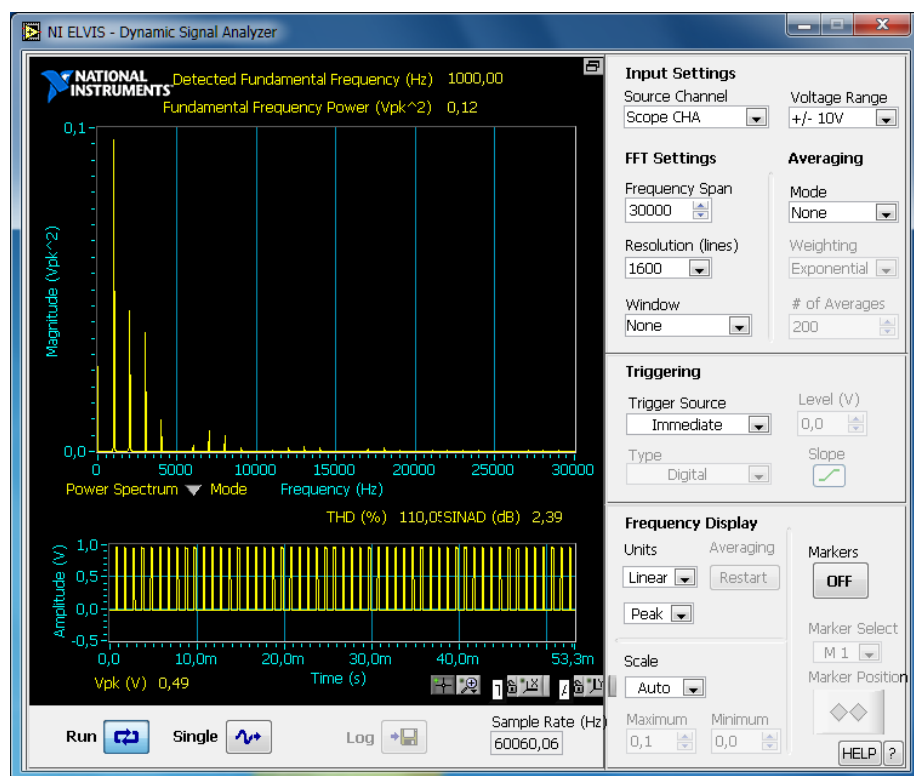 NI ELVIS - Dynamic Signal Analyzer
NATIONAL INSTRUMENTS
Detected Fundamental Frequency (Hz) 1000,00
Fundamental Frequency Power (Vpk^2) 0,12
0,1
Magnitude (Vpk^2)
0,0
0 5000 10000 15000 20000 25000 30000
Power Spectrum Mode Frequency (Hz)
THD (%) 110,05 SINAD (dB) 2,39
1,0
0,5
0,0
-0,5
Amplitude (V)
0,0 10,0m 20,0m 30,0m 40,0m 53,3m
Time (s)
Vpk (V) 0,49
Run Single Log
Sample Rate (Hz)
60060,06
Input Settings
Source Channel Voltage Range
Scope CHA +/- 10V
FFT Settings Averaging
Frequency Span Mode
30000 None
Resolution (lines) Weighting
1600 Exponential
Window # of Averages
None 200
Triggering
Trigger Source Level (V)
Immediate 0,0
Type Slope
Digital
Frequency Display
Units Averaging Markers
Linear Restart OFF
Peak
Marker Select
M 1
Scale Marker Position
Auto
Maximum Minimum
0,1 0,0
HELP ?